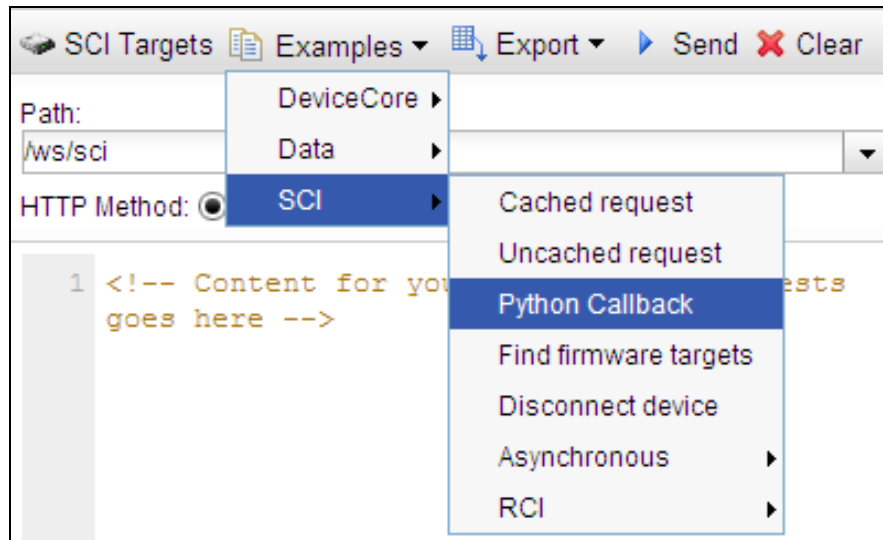 SCI Targets Examples Export Send Clear
DeviceCore
Path:
/ws/sci
Data
HTTP Method:
SCI
Cached request
Uncached request
1 <!-- Content for ests
goes here -->
Python Callback
Find firmware targets
Disconnect device
Asynchronous
RCI